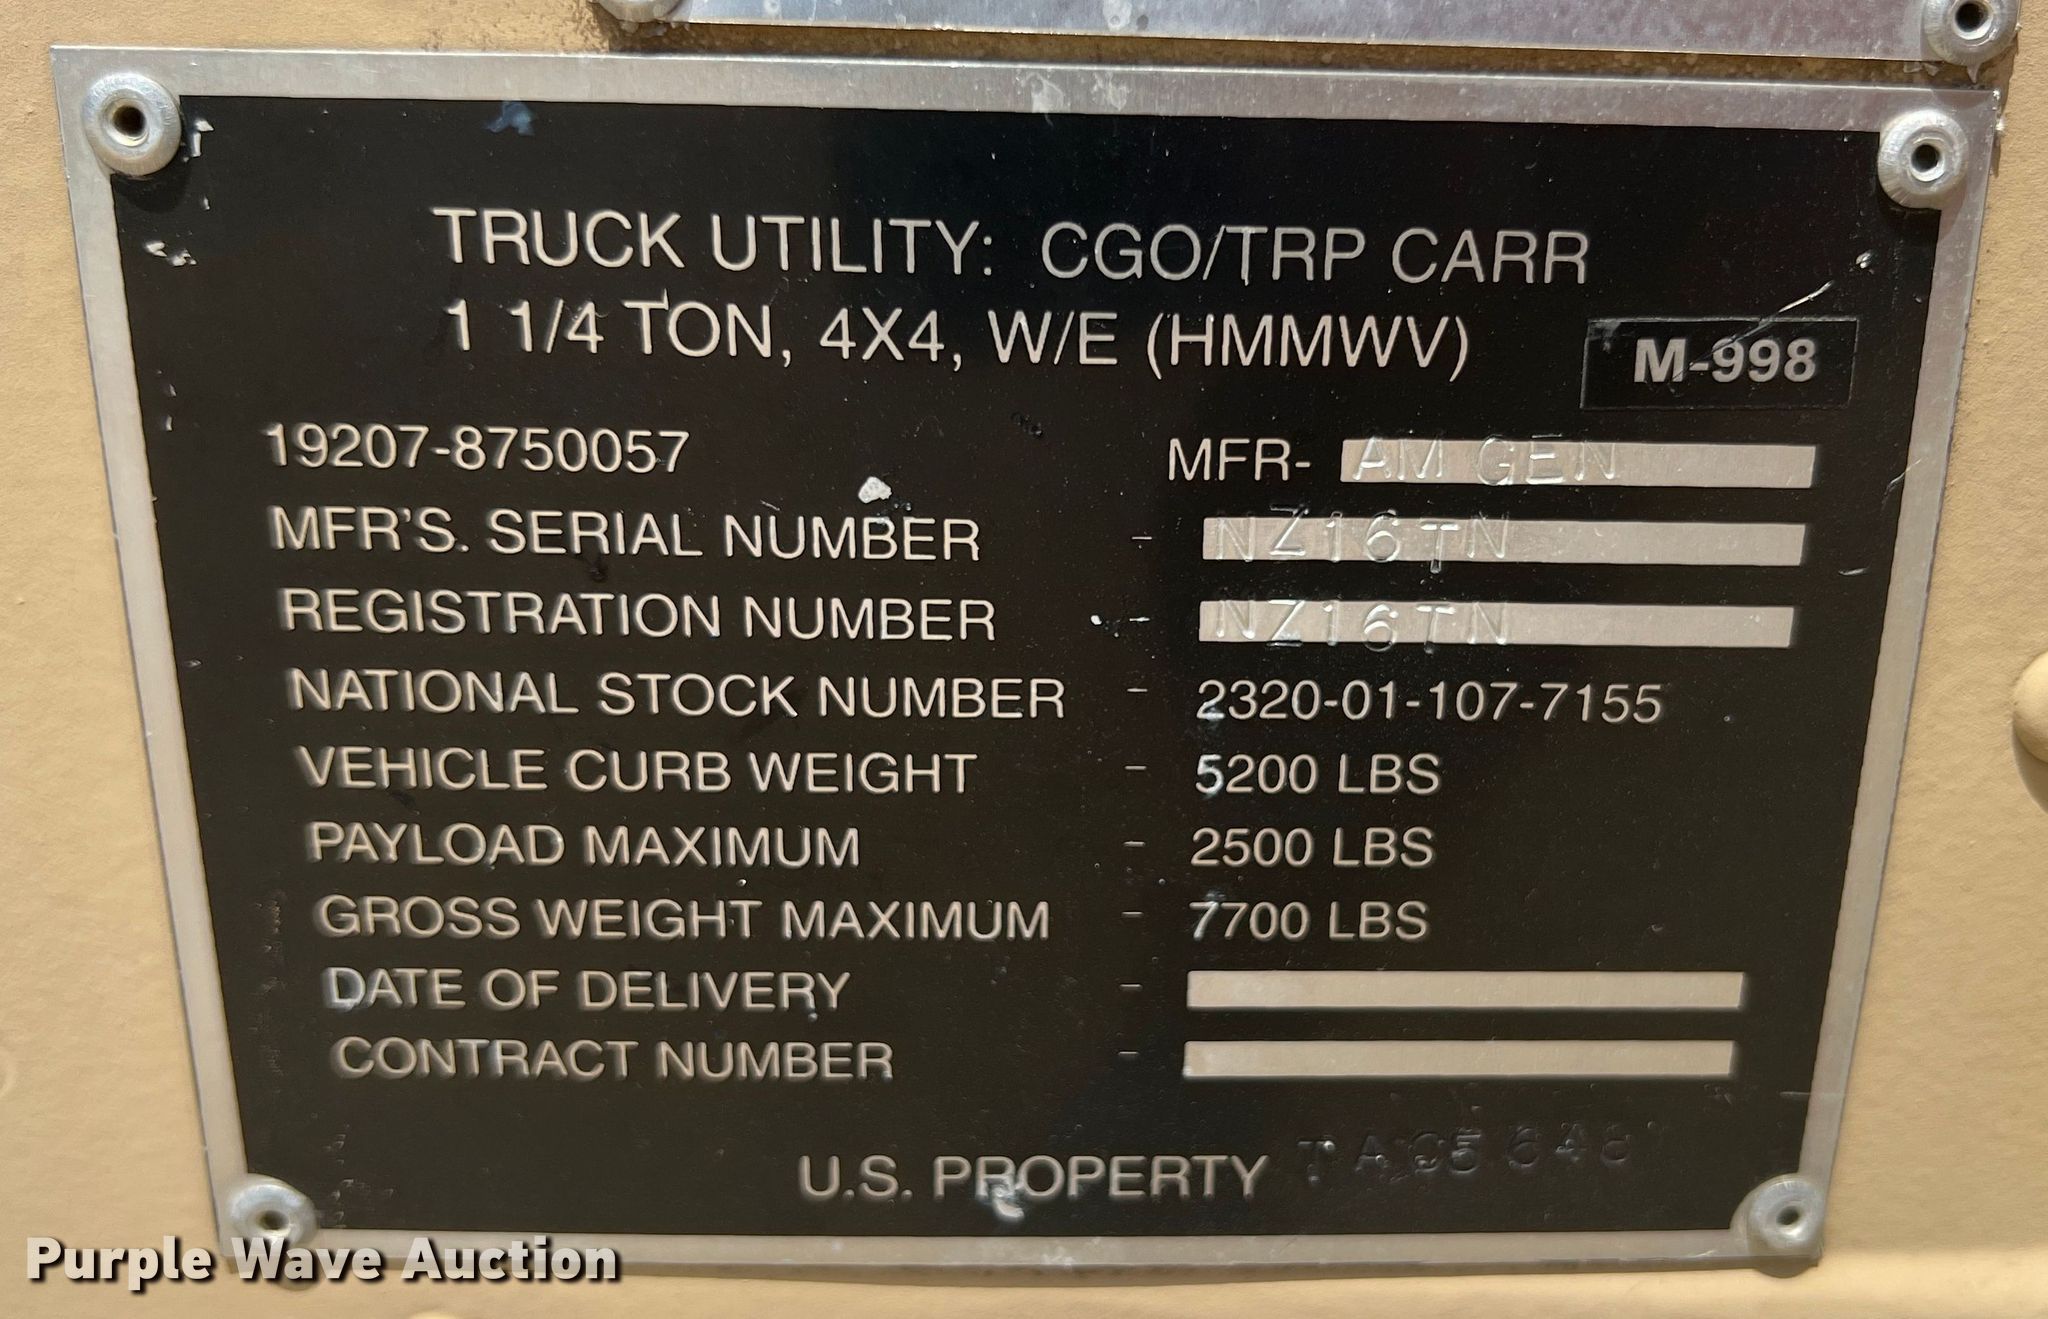 TRUCK UTILITY: CGO/TRP CARR
1 1/4 TON, 4X4, W/E (HMMWV) M-998
19207-8750057 MFR- AM GEN
MFR'S. SERIAL NUMBER - NZ16TN
REGISTRATION NUMBER - NZ16TN
NATIONAL STOCK NUMBER - 2320-01-107-7155
VEHICLE CURB WEIGHT - 5200 LBS
PAYLOAD MAXIMUM - 2500 LBS
GROSS WEIGHT MAXIMUM - 7700 LBS
DATE OF DELIVERY -
CONTRACT NUMBER -
U.S. PROPERTY
Purple Wave Auction